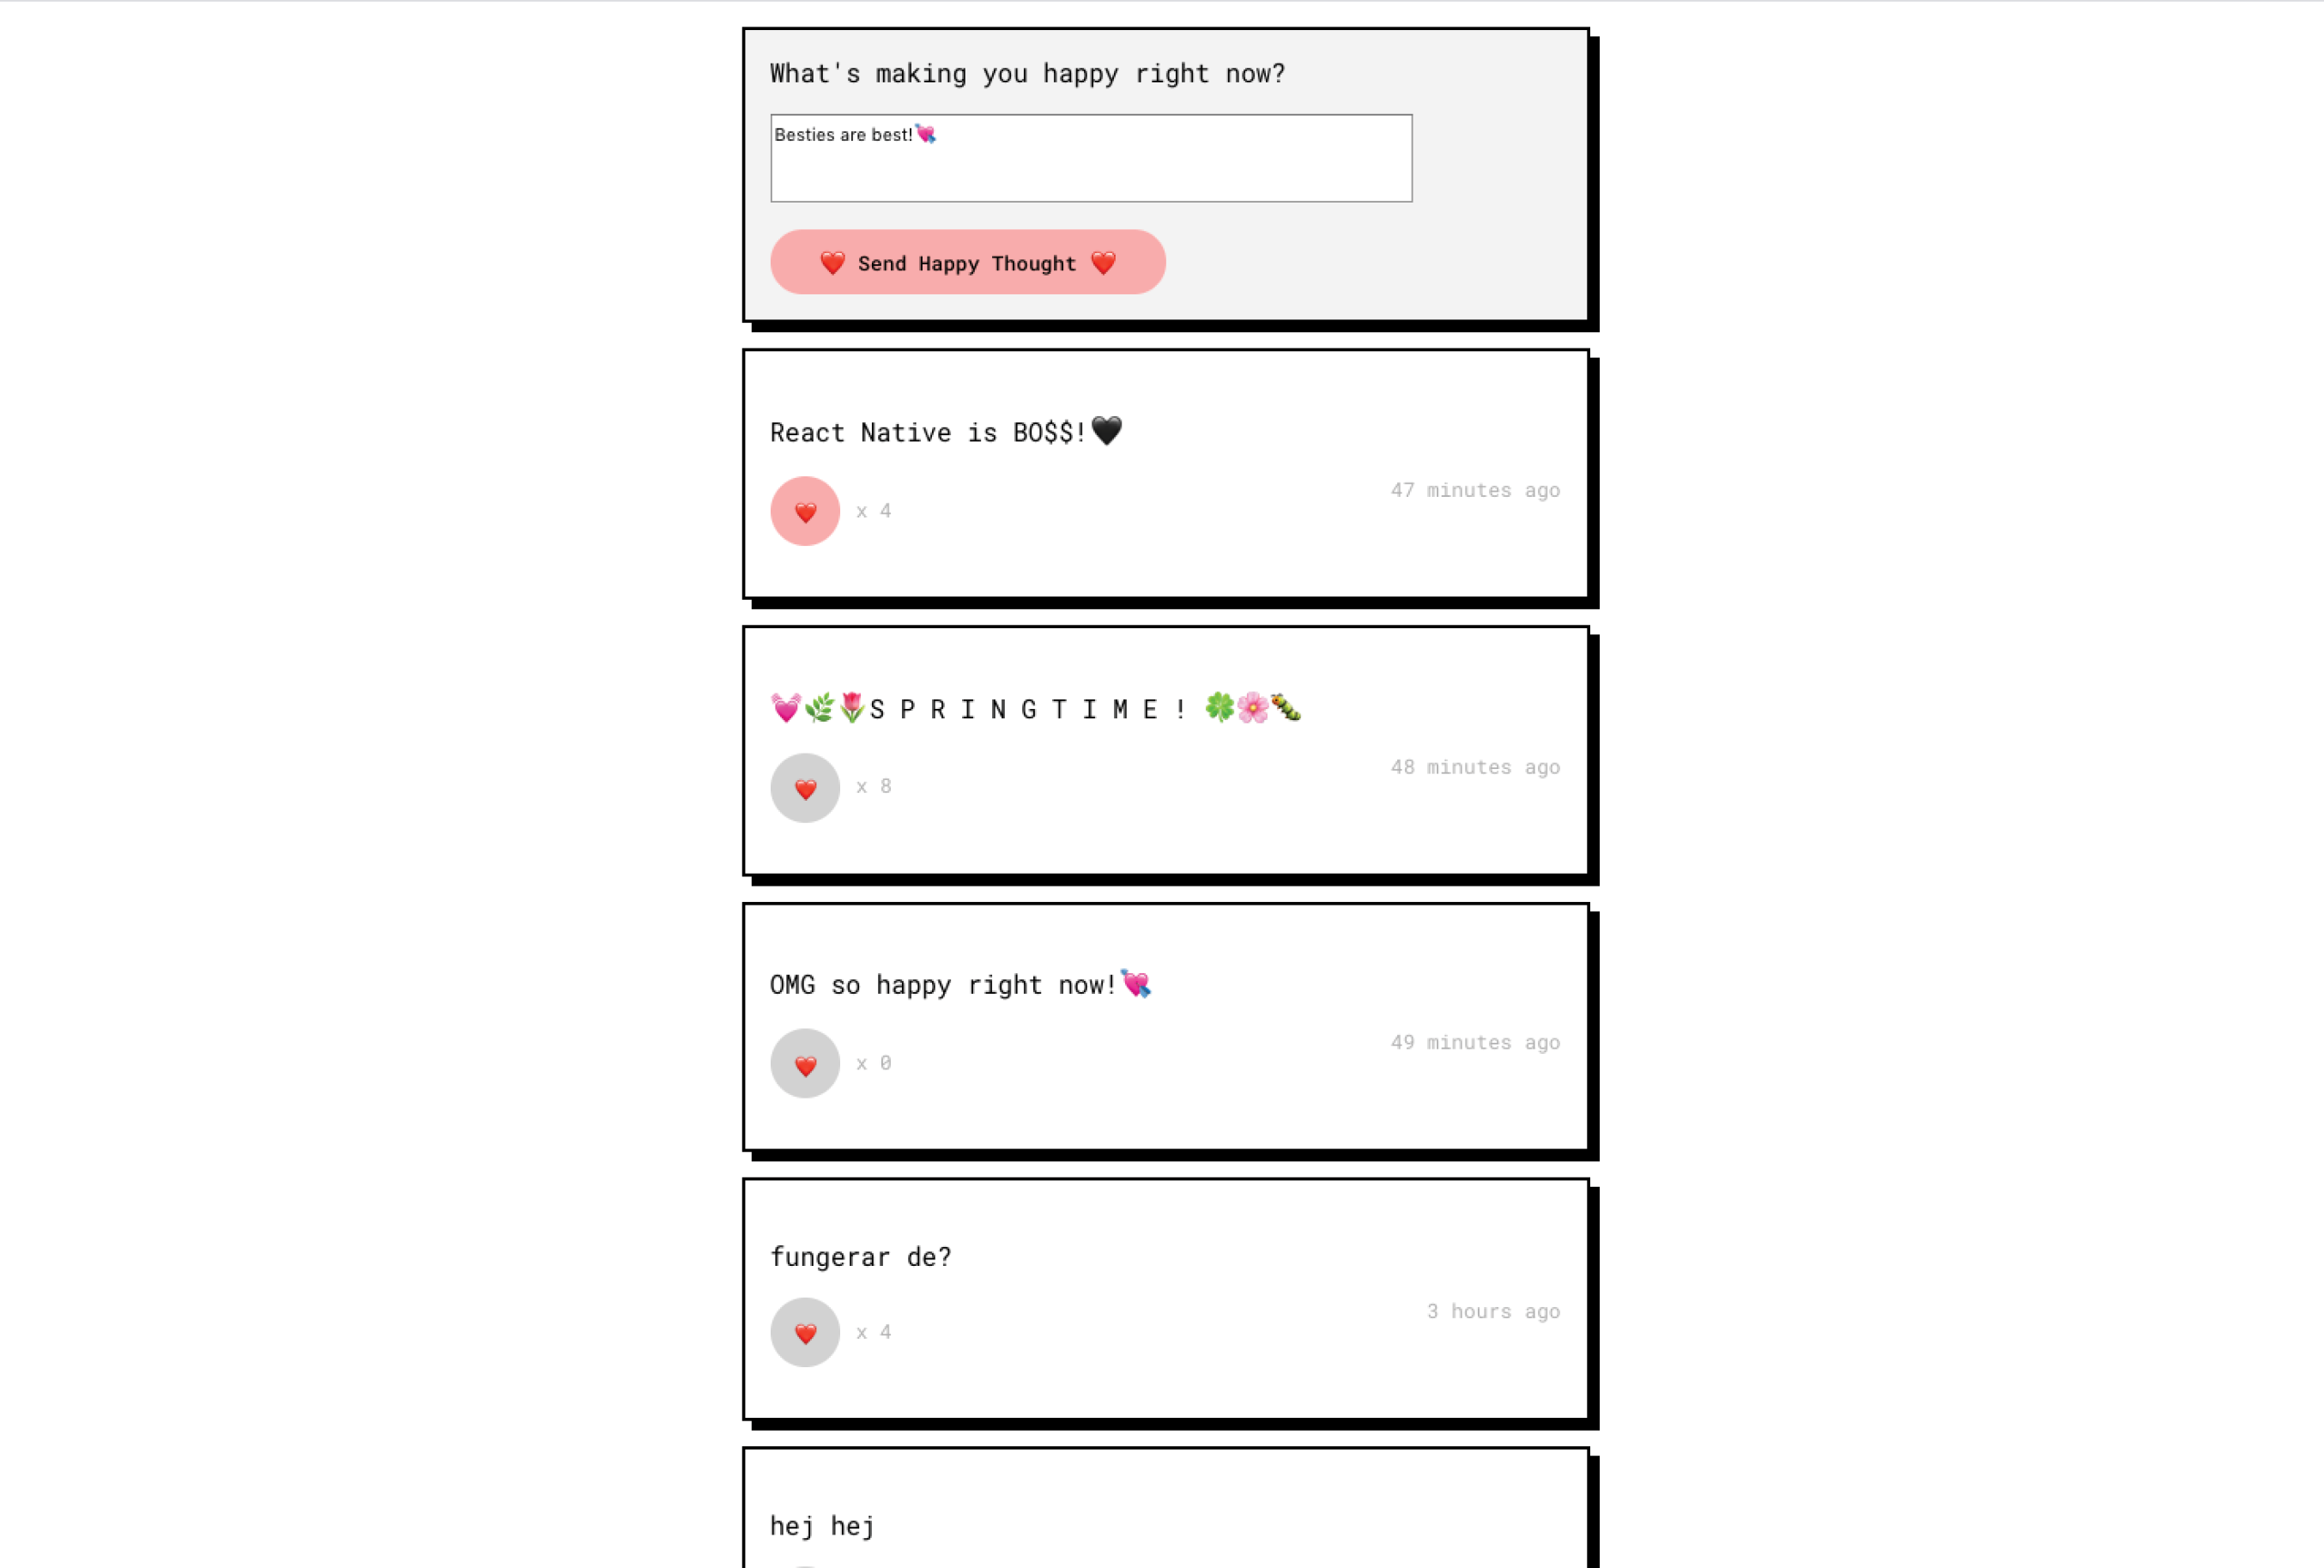 What's making you happy right now?
Besties are best!💘
❤️ Send Happy Thought ❤️
React Native is BO$$!🖤
❤️ x 4
47 minutes ago
💓🌿🌷S P R I N G T I M E ! 🍀🌸🐛
❤️ x 8
48 minutes ago
OMG so happy right now!💘
❤️ x 0
49 minutes ago
fungerar de?
❤️ x 4
3 hours ago
hej hej